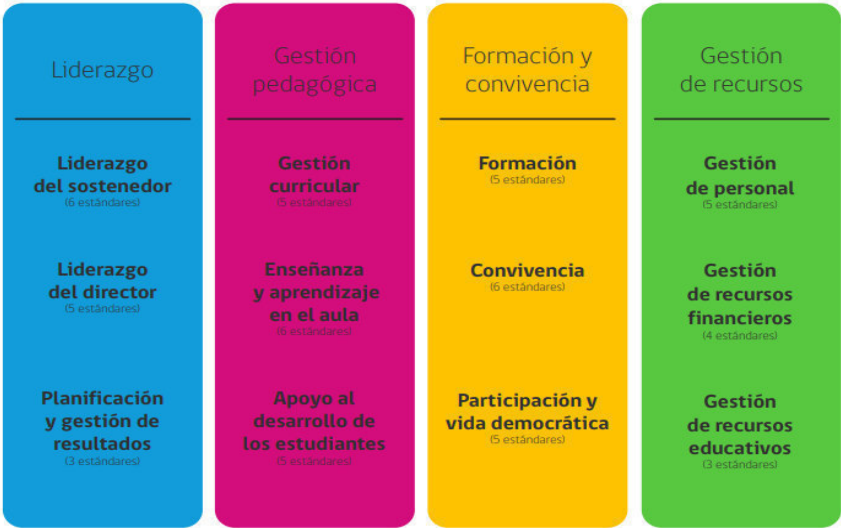 Liderazgo
Liderazgo
del sostenedor
(6 estándares)
Liderazgo
del director
(5 estándares)
Planificación
y gestión de
resultados
(3 estándares)
Gestión
pedagógica
Gestión
curricular
(5 estándares)
Enseñanza
y aprendizaje
en el aula
(6 estándares)
Apoyo al
desarrollo de
los estudiantes
(5 estándares)
Formación y
convivencia
Formación
(5 estándares)
Convivencia
(6 estándares)
Participación y
vida democrática
(5 estándares)
Gestión
de recursos
Gestión
de personal
(5 estándares)
Gestión
de recursos
financieros
(4 estándares)
Gestión
de recursos
educativos
(3 estándares)